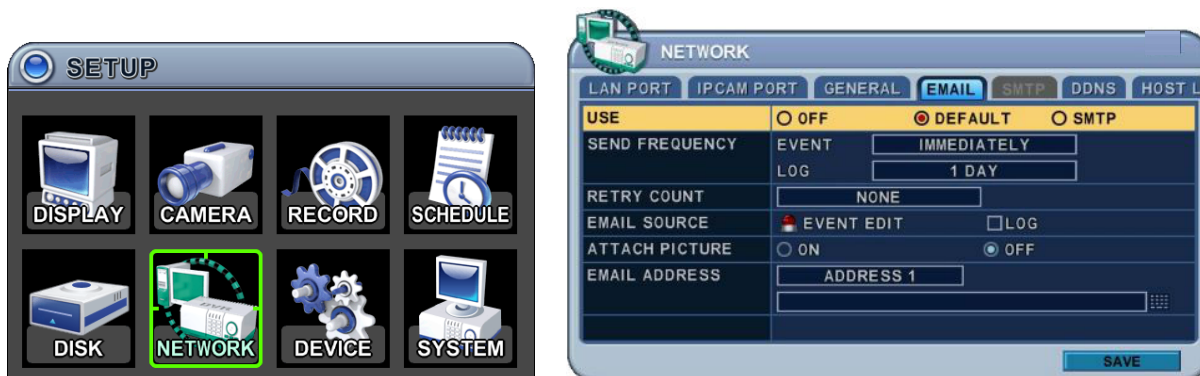 SETUP
DISPLAY CAMERA RECORD SCHEDULE
DISK NETWORK DEVICE SYSTEM
NETWORK
LAN PORT IPCAM PORT GENERAL EMAIL SMTP DDNS HOST L
USE OFF DEFAULT SMTP
SEND FREQUENCY EVENT IMMEDIATELY
LOG 1 DAY
RETRY COUNT NONE
EMAIL SOURCE EVENT EDIT LOG
ATTACH PICTURE ON OFF
EMAIL ADDRESS ADDRESS 1
SAVE